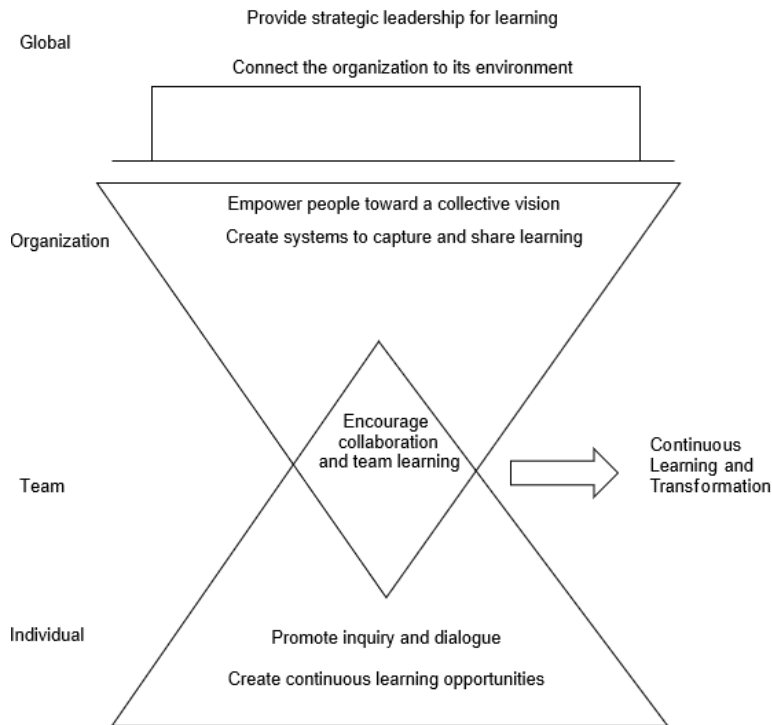 Provide strategic leadership for learning
Global
Connect the organization to its environment
Empower people toward a collective vision
Organization
Create systems to capture and share learning
Encourage
collaboration
and team learning
Team
Continuous
Learning and
Transformation
Individual
Promote inquiry and dialogue
Create continuous learning opportunities